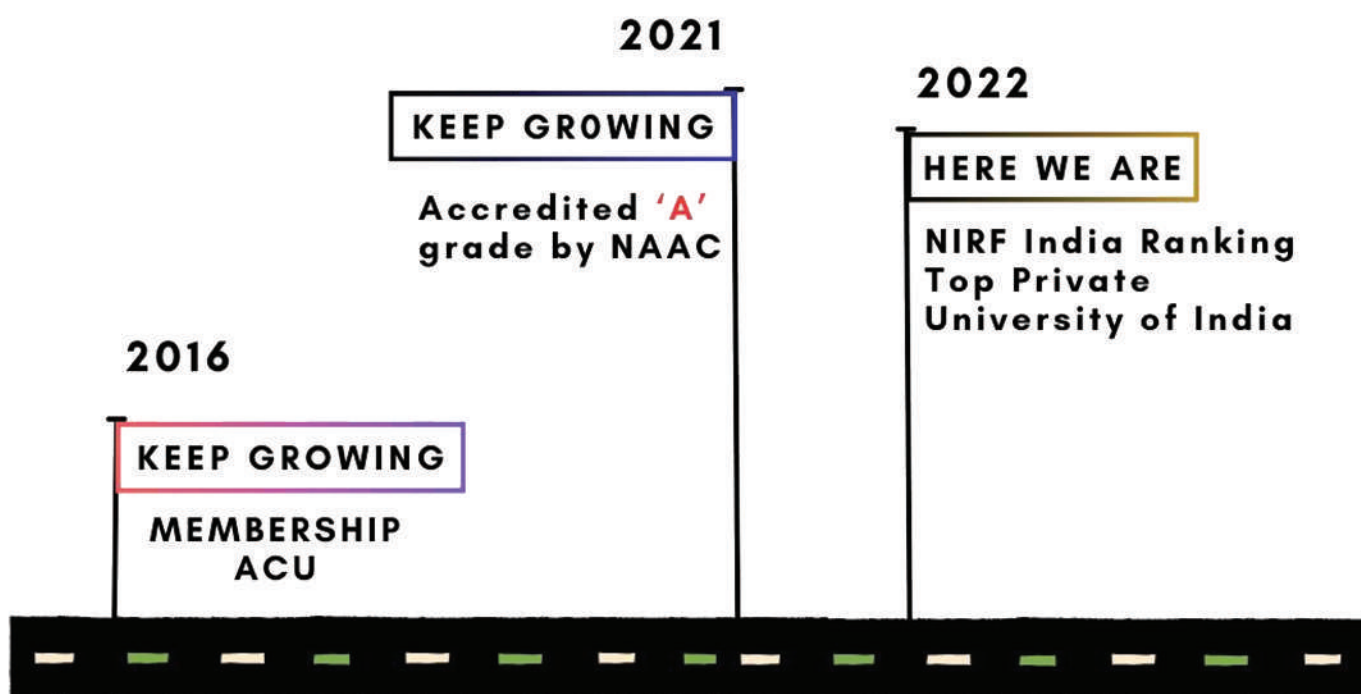 2016
KEEP GROWING
MEMBERSHIP
ACU
2021
KEEP GR0WING
Accredited ‘A’
grade by NAAC
2022
HERE WE ARE
NIRF India Ranking
Top Private
University of India